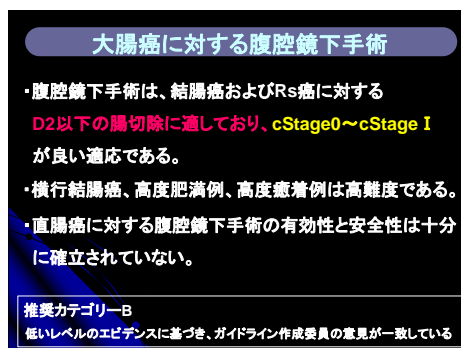 大腸癌に対する腹腔鏡下手術
・腹腔鏡下手術は、結腸癌およびRs癌に対する
D2以下の腸切除に適しており、cStage0～cStage Ⅰ
が良い適応である。
・横行結腸癌、高度肥満例、高度癒着例は高難度である。
・直腸癌に対する腹腔鏡下手術の有効性と安全性は十分
に確立されていない。
推奨カテゴリーB
低いレベルのエビデンスに基づき、ガイドライン作成委員の意見が一致している